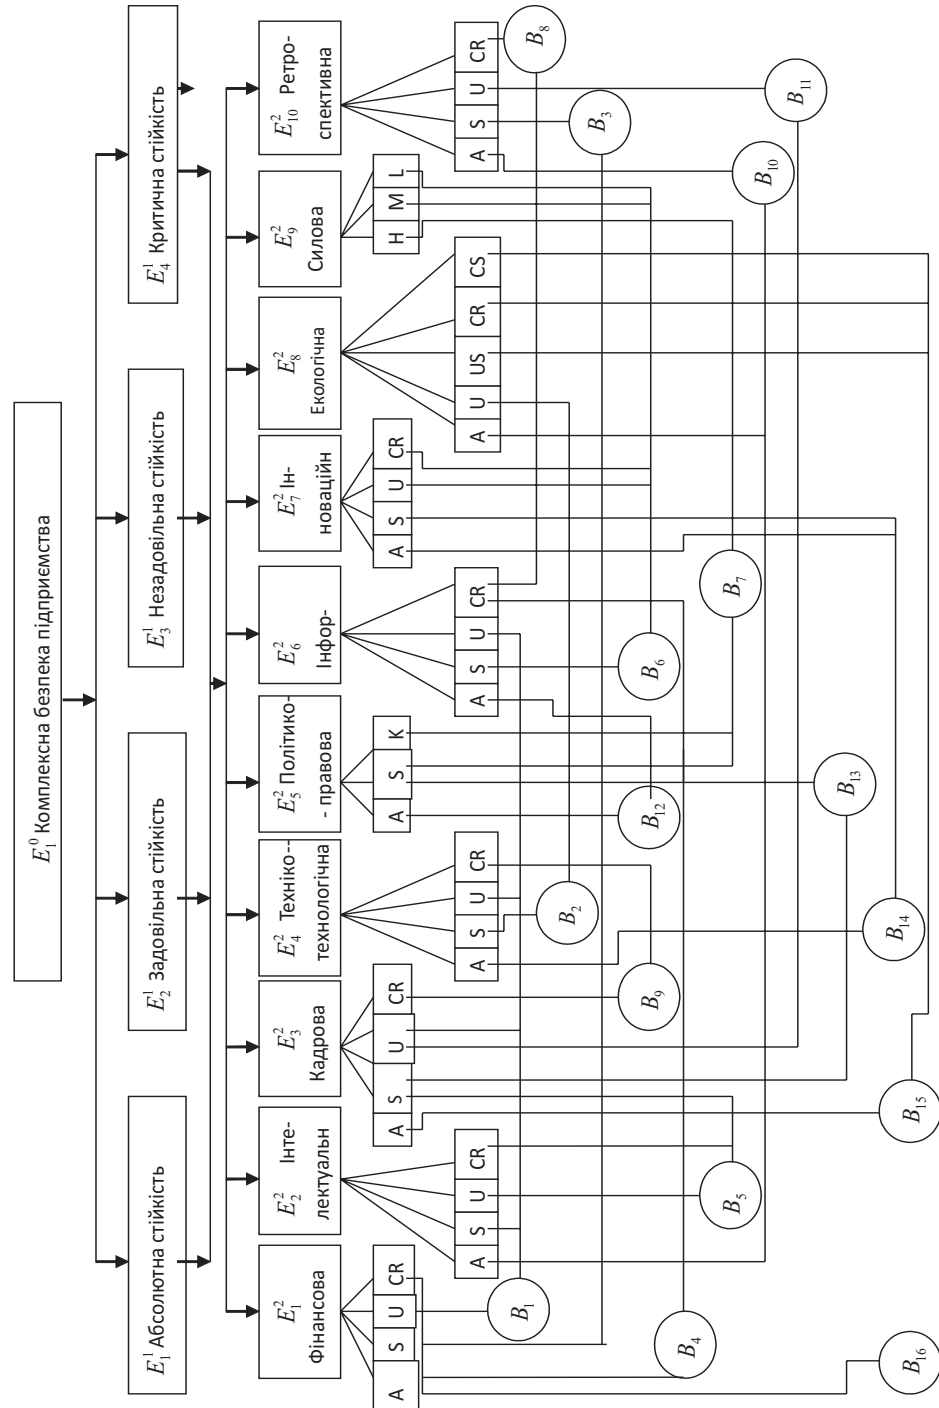 E₁⁰ Комплексна безпека підприємства
E₁¹ Абсолютна стійкість
E₂¹ Задовільна стійкість
E₃¹ Незадовільна стійкість
E₄¹ Критична стійкість
E₁²
Фінансова
E₂² Інте-
лектуальн
E₃²
Кадрова
E₄² Техніко--
технологічна
E₅² Політико-
- правова
E₆²
Інфор-
E₇² Ін-
новаційн
E₈²
Екологічна
E₉²
Силова
E₁₀² Ретро-
спективна
A S U CR
A S U CR
A S U CR
A S U CR
A S K
A S U CR
A S U CR
A U US CR CS
H M L
A S U CR
B₁
B₂
B₃
B₄
B₅
B₆
B₇
B₈
B₉
B₁₀
B₁₁
B₁₂
B₁₃
B₁₄
B₁₅
B₁₆